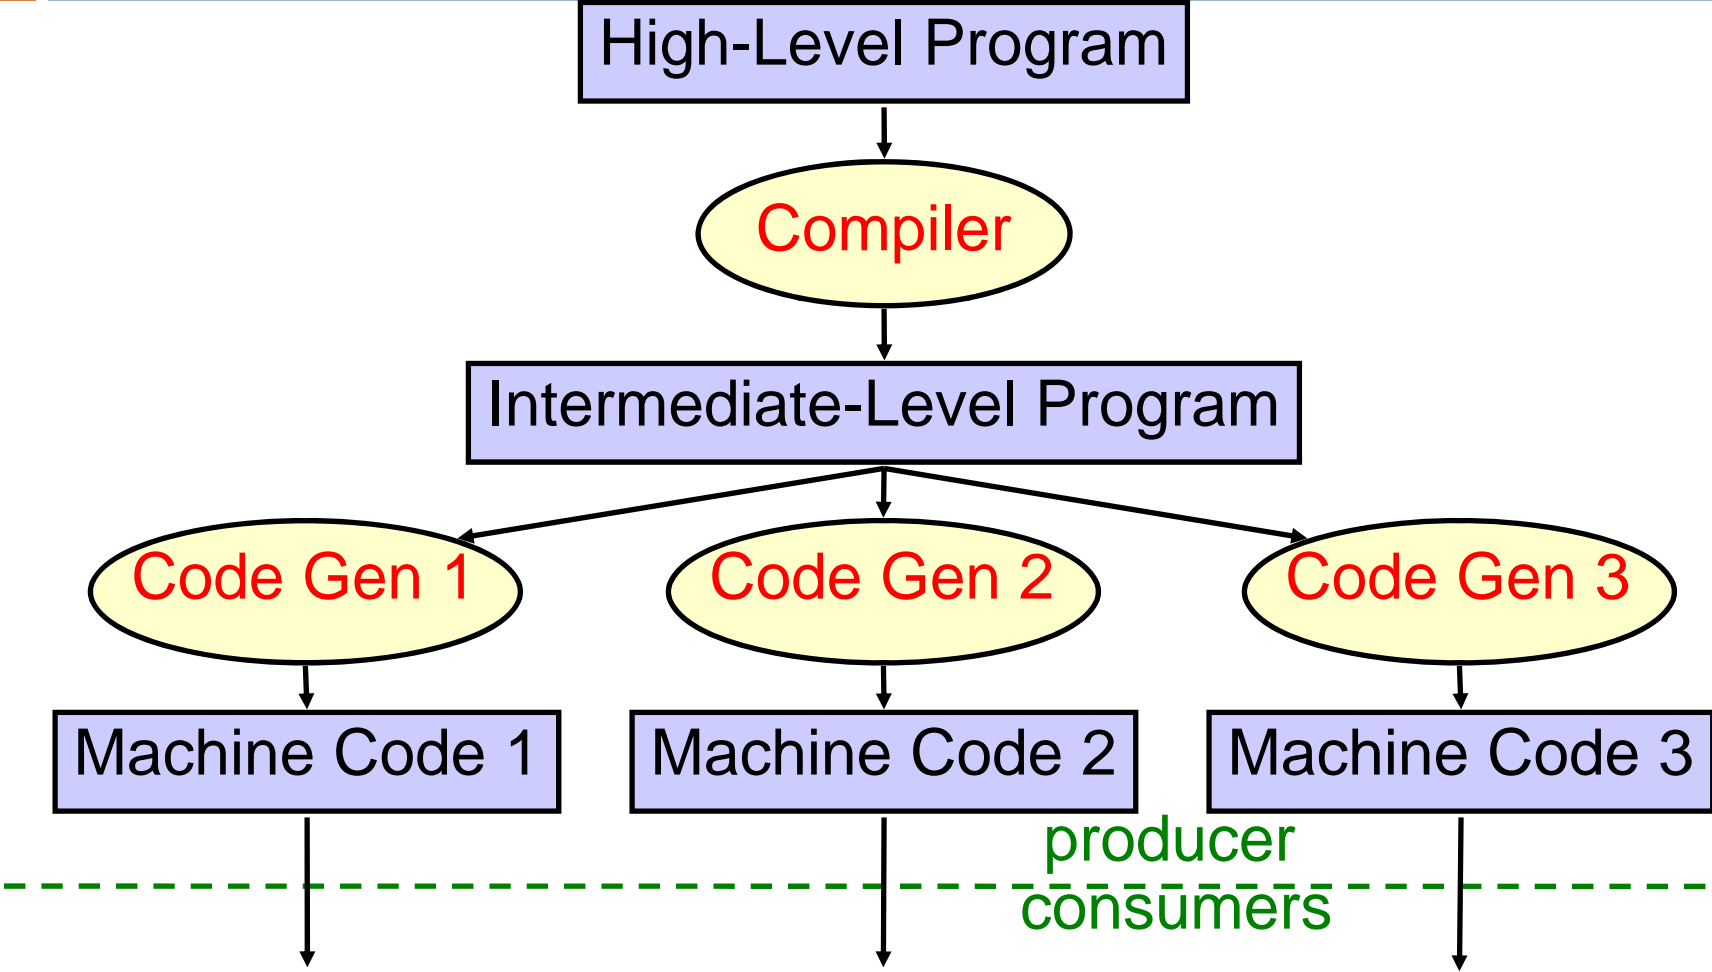 High-Level Program
Compiler
Intermediate-Level Program
Code Gen 1
Code Gen 2
Code Gen 3
Machine Code 1
Machine Code 2
Machine Code 3
producer
consumers